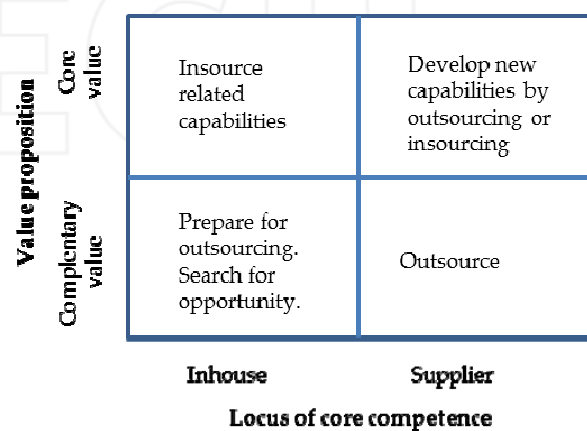 Value proposition
Core
value
Insource
related
capabilities
Develop new
capabilities by
outsourcing or
insourcing
Complentary
value
Prepare for
outsourcing.
Search for
opportunity.
Outsource
Inhouse
Supplier
Locus of core competence